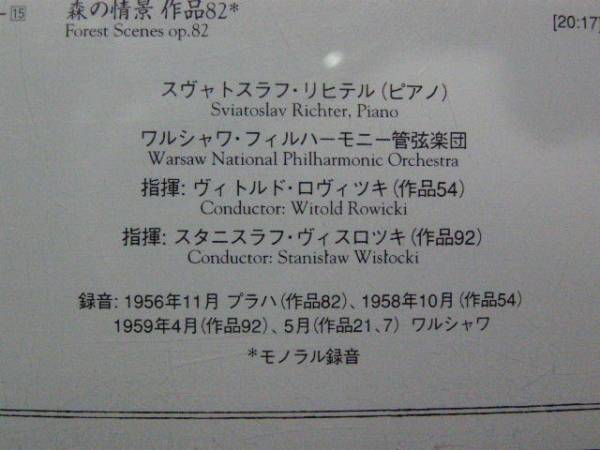 –15 森の情景 作品82* [20:17]
Forest Scenes op.82
スヴャトスラフ・リヒテル(ピアノ)
Sviatoslav Richter, Piano
ワルシャワ・フィルハーモニー管弦楽団
Warsaw National Philharmonic Orchestra
指揮: ヴィトルド・ロヴィツキ(作品54)
Conductor: Witold Rowicki
指揮: スタニスラフ・ヴィスロツキ(作品92)
Conductor: Stanisław Wisłocki
録音: 1956年11月 プラハ(作品82)、1958年10月(作品54)
1959年4月(作品92)、5月(作品21、7) ワルシャワ
*モノラル録音